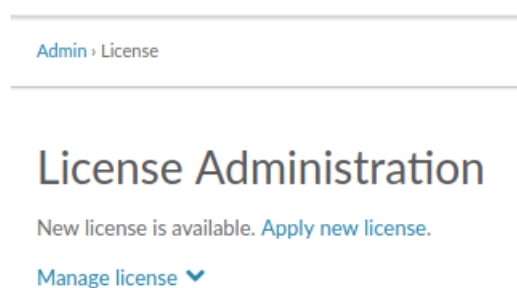 Admin › License
License Administration
New license is available. Apply new license.
Manage license